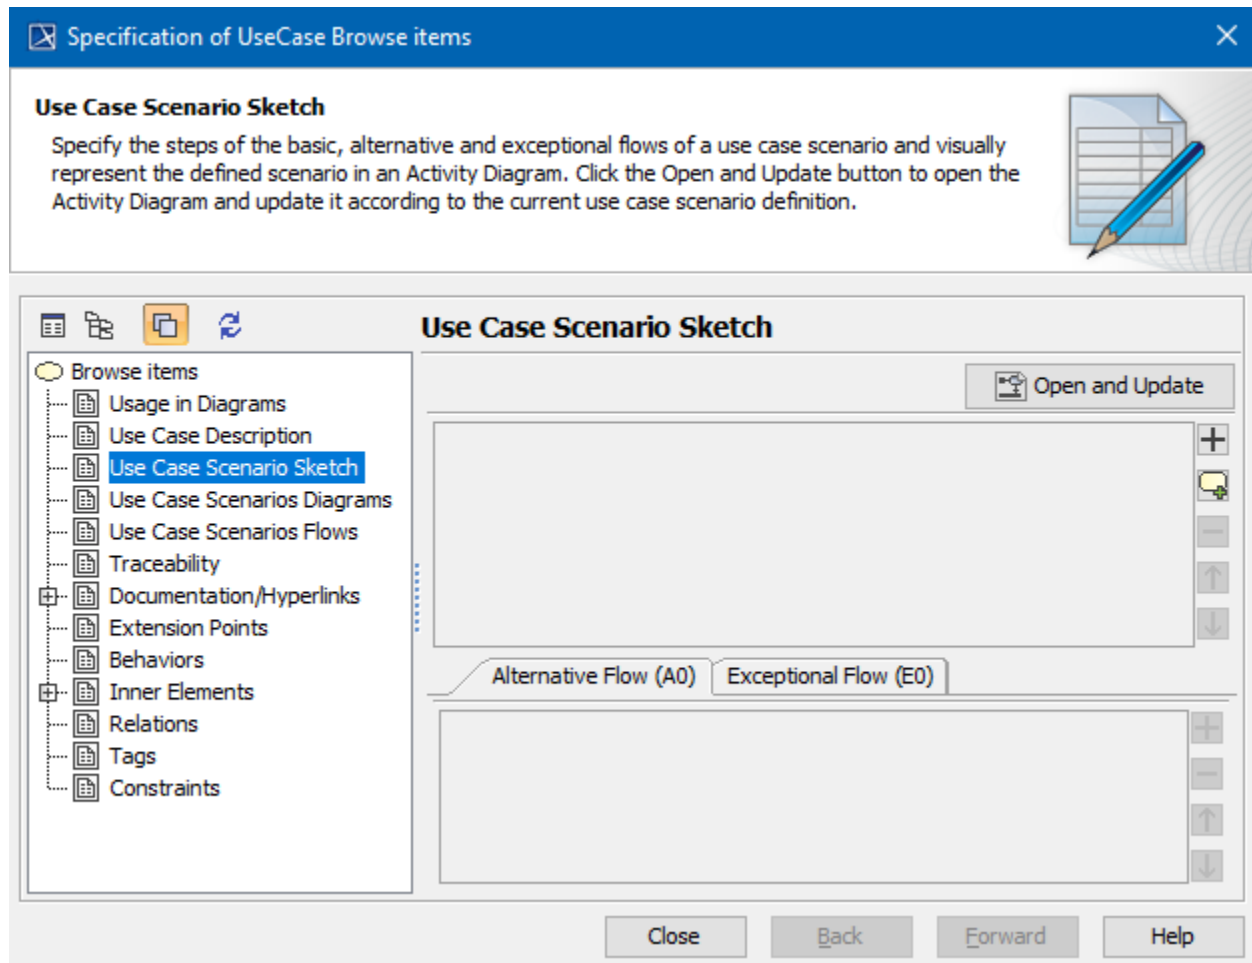 Specification of UseCase Browse items
Use Case Scenario Sketch
Specify the steps of the basic, alternative and exceptional flows of a use case scenario and visually
represent the defined scenario in an Activity Diagram. Click the Open and Update button to open the
Activity Diagram and update it according to the current use case scenario definition.
Use Case Scenario Sketch
Browse items
Usage in Diagrams
Use Case Description
Use Case Scenario Sketch
Use Case Scenarios Diagrams
Use Case Scenarios Flows
Traceability
Documentation/Hyperlinks
Extension Points
Behaviors
Inner Elements
Relations
Tags
Constraints
Open and Update
Alternative Flow (A0) Exceptional Flow (E0)
Close Back Forward Help